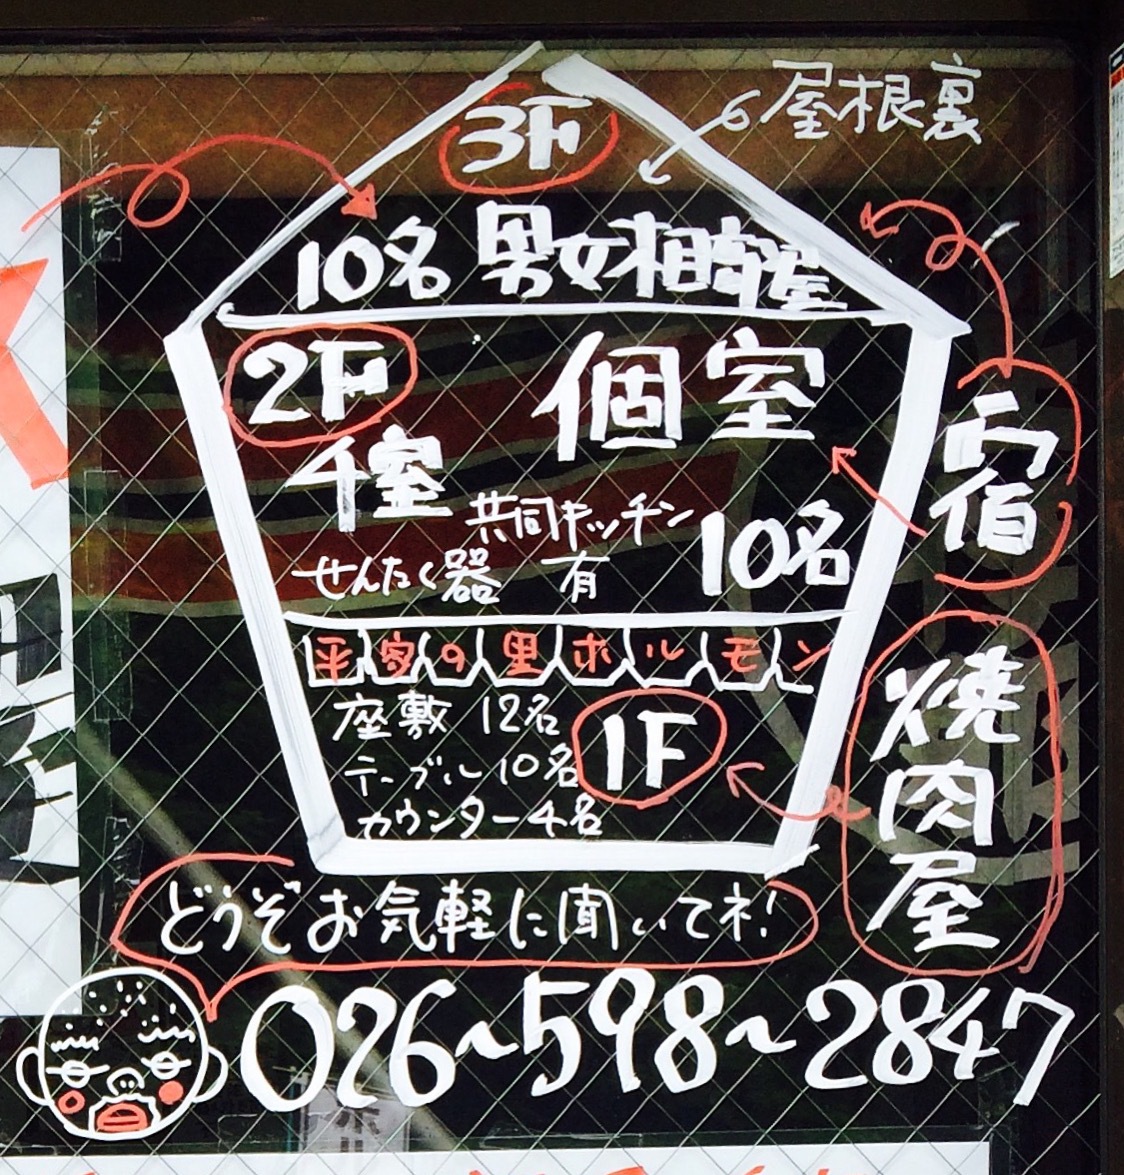 屋根裏
3F
10名 男女相部屋
2F 個室
4室
共同キッチン
せんたく器 有
10名
宿
平家の里ホルモン
座敷 12名
テーブル10名
カウンター4名
1F
焼肉屋
どうぞお気軽に聞いてネ!
026~598~2847